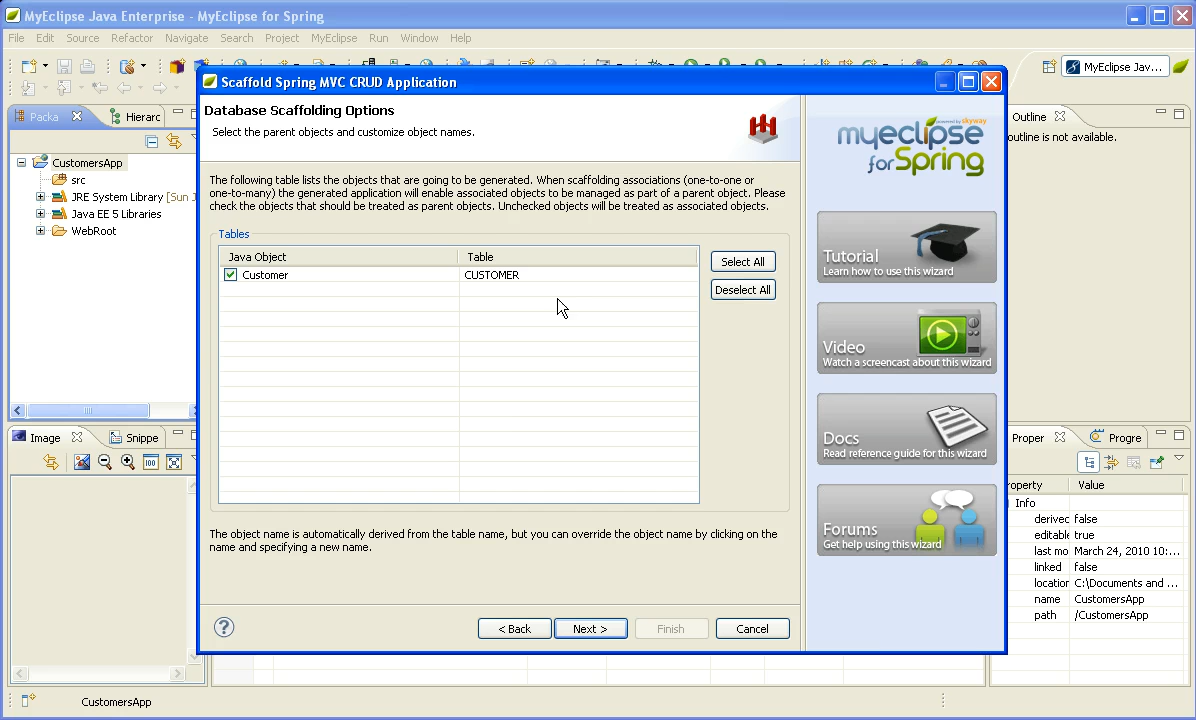 MyEclipse Java Enterprise - MyEclipse for Spring
File Edit Source Refactor Navigate Search Project MyEclipse Run Window Help
MyEclipse Jav...
Packa
Hierarc
CustomersApp
src
JRE System Library [Sun J
Java EE 5 Libraries
WebRoot
Image
Snippe
100
Scaffold Spring MVC CRUD Application
Database Scaffolding Options
Select the parent objects and customize object names.
The following table lists the objects that are going to be generated. When scaffolding associations (one-to-one or
one-to-many) the generated application will enable associated objects to be managed as part of a parent object. Please
check the objects that should be treated as parent objects. Unchecked objects will be treated as associated objects.
Tables
Java Object Table
Customer CUSTOMER
Select All
Deselect All
The object name is automatically derived from the table name, but you can override the object name by clicking on the
name and specifying a new name.
?
< Back Next > Finish Cancel
powered by skyway
myeclipse
for Spring
Tutorial
Learn how to use this wizard
Video
Watch a screencast about this wizard
Docs
Read reference guide for this wizard
Forums
Get help using this wizard
Outline
outline is not available.
Proper
Progre
roperty Value
Info
derived false
editable true
last mo March 24, 2010 10:...
linked false
location C:\Documents and ...
name CustomersApp
path /CustomersApp
CustomersApp